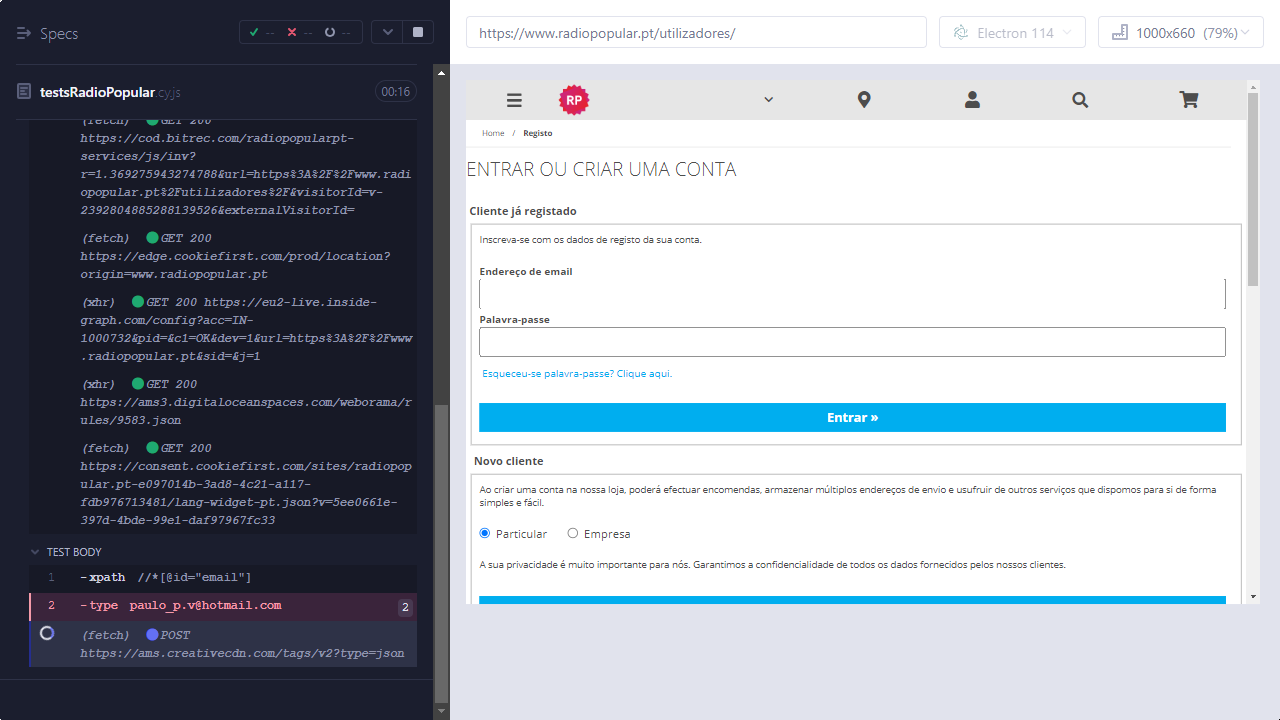 Specs
--
--
--
https://www.radiopopular.pt/utilizadores/
Electron 114
1000x660 (79%)
testsRadioPopular.cy.js
00:16
(fetch) GET 200
https://cod.bitrec.com/radiopopularpt-
services/js/inv?
r=1.369275943274788&url=https%3A%2F%2Fwww.radi
opopular.pt%2Futilizadores%2F&visitorId=v-
2392804885288139526&externalVisitorId=
(fetch) GET 200
https://edge.cookiefirst.com/prod/location?
origin=www.radiopopular.pt
(xhr) GET 200 https://eu2-live.inside-
graph.com/config?acc=IN-
1000732&pid=&c1=OK&dev=1&url=https%3A%2F%2Fwww
.radiopopular.pt&sid=&j=1
(xhr) GET 200
https://ams3.digitaloceanspaces.com/weborama/r
ules/9583.json
(fetch) GET 200
https://consent.cookiefirst.com/sites/radiopop
ular.pt-e097014b-3ad8-4c21-a117-
fdb976713481/lang-widget-pt.json?v=5ee0661e-
397d-4bde-99e1-daf97967fc33
TEST BODY
1 -xpath //*[@id="email"]
2 -type paulo_p.v@hotmail.com 2
(fetch) POST
https://ams.creativecdn.com/tags/v2?type=json
RP
Home / Registo
ENTRAR OU CRIAR UMA CONTA
Cliente já registado
Inscreva-se com os dados de registo da sua conta.
Endereço de email
Palavra-passe
Esqueceu-se palavra-passe? Clique aqui.
Entrar »
Novo cliente
Ao criar uma conta na nossa loja, poderá efectuar encomendas, armazenar múltiplos endereços de envio e usufruir de outros serviços que dispomos para si de forma
simples e fácil.
Particular Empresa
A sua privacidade é muito importante para nós. Garantimos a confidencialidade de todos os dados fornecidos pelos nossos clientes.